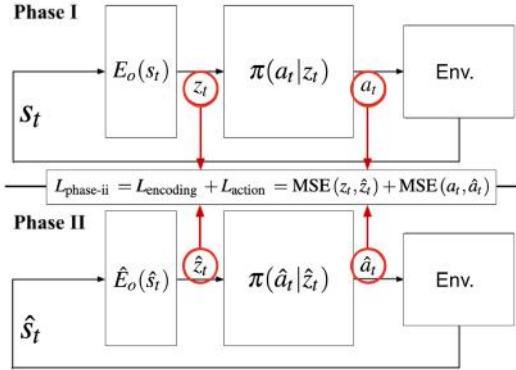 Phase I
E_o(s_t)
z_t
π(a_t|z_t)
a_t
Env.
s_t
L_phase-ii = L_encoding + L_action = MSE(z_t,ẑ_t) + MSE(a_t,â_t)
Phase II
Ê_o(ŝ_t)
ẑ_t
π(â_t|ẑ_t)
â_t
Env.
ŝ_t